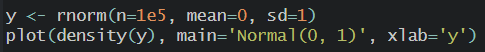 y <- rnorm(n=1e5, mean=0, sd=1)
plot(density(y), main='Normal(0, 1)', xlab='y')